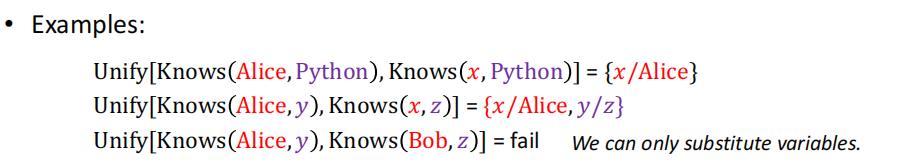 • Examples:
Unify[Knows(Alice, Python), Knows(x, Python)] = {x/Alice}
Unify[Knows(Alice, y), Knows(x, z)] = {x/Alice, y/z}
Unify[Knows(Alice, y), Knows(Bob, z)] = fail We can only substitute variables.